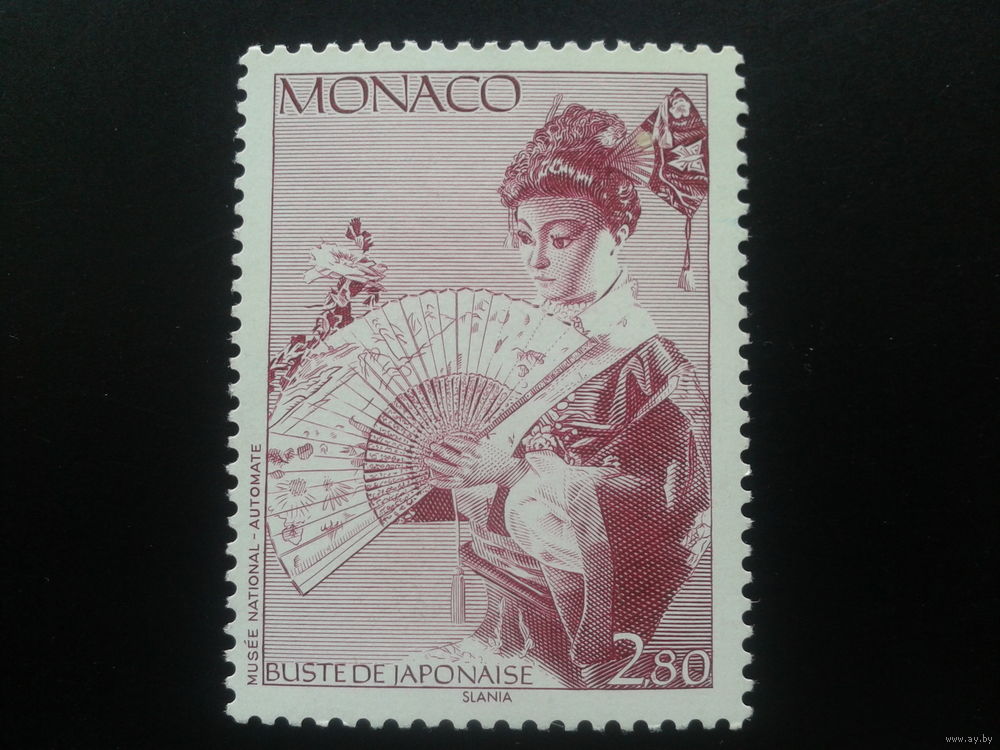 MONACO
MUSÉE NATIONAL - AUTOMATE
BUSTE DE JAPONAISE
2,80
SLANIA
www.ay.by